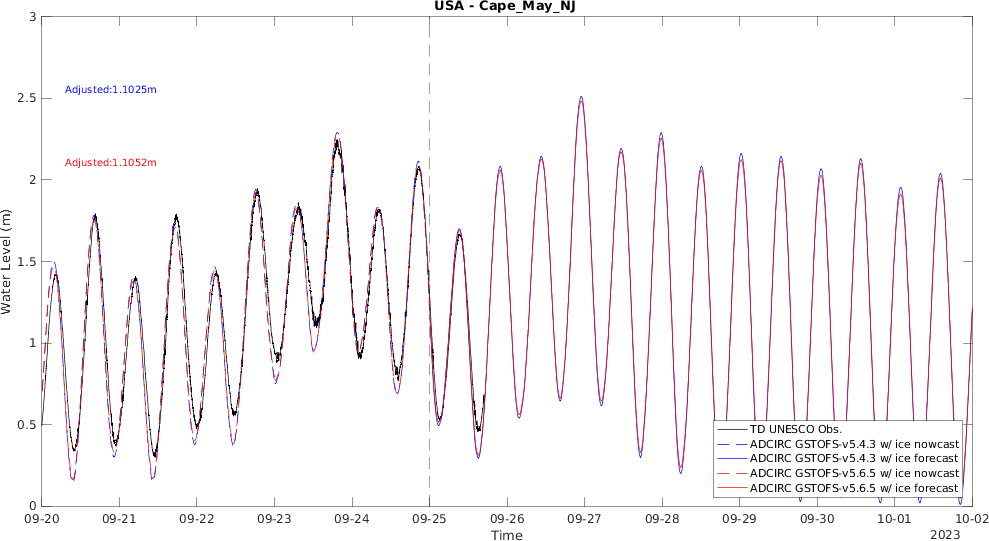 USA - Cape_May_NJ
3
2.5
2
1.5
1
0.5
0
Water Level (m)
Adjusted:1.1025m
Adjusted:1.1052m
TD UNESCO Obs.
ADCIRC GSTOFS-v5.4.3 w/ ice nowcast
ADCIRC GSTOFS-v5.4.3 w/ ice forecast
ADCIRC GSTOFS-v5.6.5 w/ ice nowcast
ADCIRC GSTOFS-v5.6.5 w/ ice forecast
09-20 09-21 09-22 09-23 09-24 09-25 09-26 09-27 09-28 09-29 09-30 10-01 10-02
Time
2023